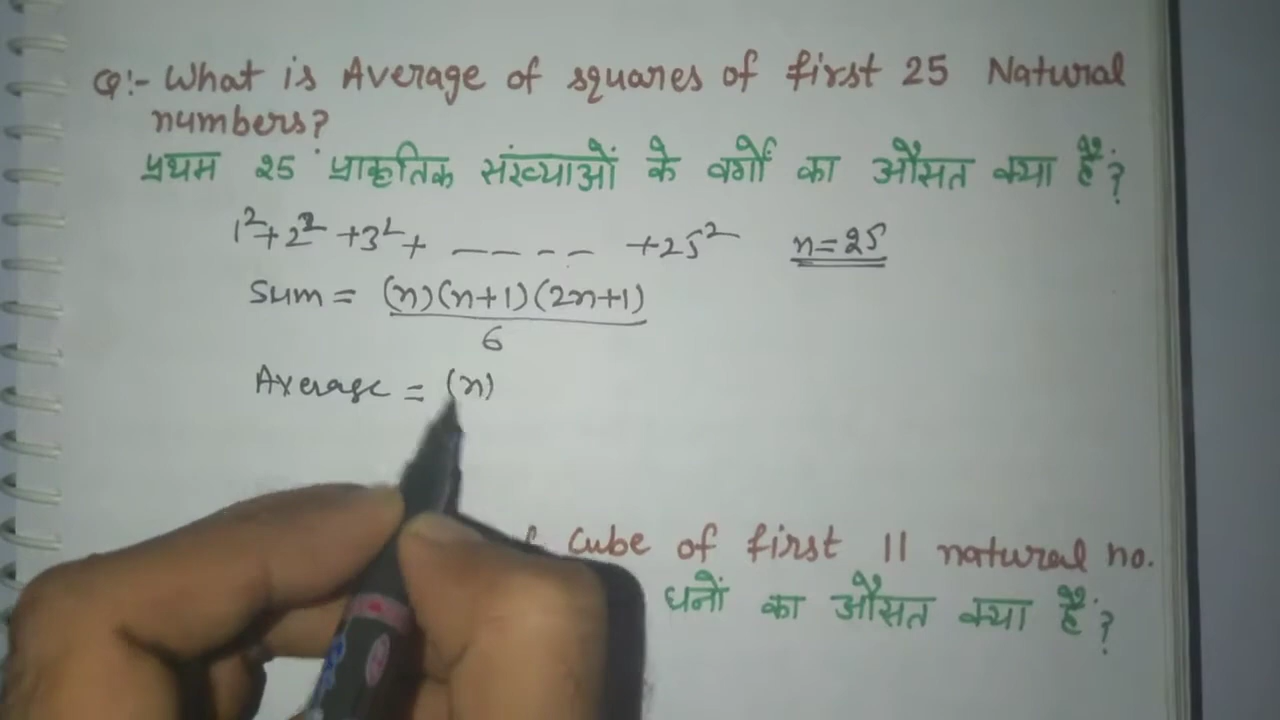 Q:- What is Average of squares of first 25 Natural
numbers?
प्रथम 25 प्राकृतिक संख्याओं के वर्गों का औसत क्या है?
1²+2²+3²+ ---- +25² n=25
Sum = (n)(n+1)(2n+1)
6
Average = (n)
Cube of first 11 natural no.
घनों का औसत क्या है?